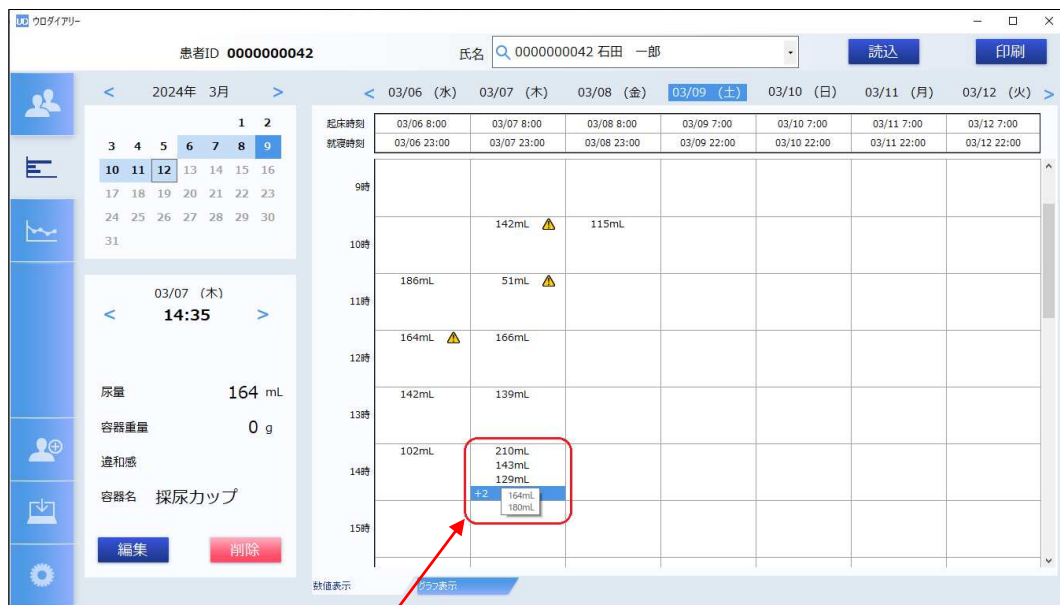 UD ウロダイアリー
患者ID 0000000042 氏名 0000000042 石田 一郎 読込 印刷
< 2024年 3月 >
1 2
3 4 5 6 7 8 9
10 11 12 13 14 15 16
17 18 19 20 21 22 23
24 25 26 27 28 29 30
31
03/07 (木)
< 14:35 >
尿量 164 mL
容器重量 0 g
違和感
容器名 採尿カップ
編集 削除
< 03/06 (水) 03/07 (木) 03/08 (金) 03/09 (土) 03/10 (日) 03/11 (月) 03/12 (火) >
起床時刻 03/06 8:00 03/07 8:00 03/08 8:00 03/09 7:00 03/10 7:00 03/11 7:00 03/12 7:00
就寝時刻 03/06 23:00 03/07 23:00 03/08 23:00 03/09 22:00 03/10 22:00 03/11 22:00 03/12 22:00
9時
142mL 115mL
10時
186mL 51mL
11時
164mL 166mL
12時
142mL 139mL
13時
102mL 210mL
143mL
14時
129mL
+2 164mL
180mL
15時
数値表示 グラフ表示